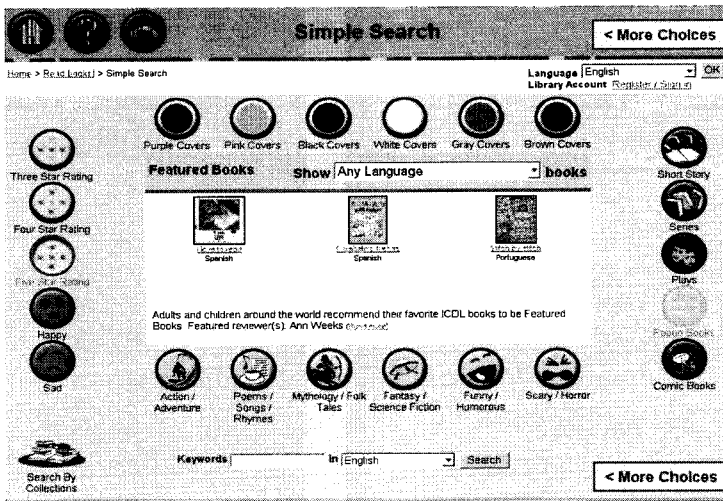 Simple Search
< More Choices
Home > Read Books! > Simple Search
Language English OK
Library Account Register / Sign in
Purple Covers Pink Covers Black Covers White Covers Gray Covers Brown Covers
Featured Books Show Any Language books
Three Star Rating
Four Star Rating
Five Star Rating
Happy
Sad
Short Story
Series
Plays
Comic Books
Spanish
Spanish
Portuguese
Adults and children around the world recommend their favorite ICDL books to be Featured
Books Featured reviewer(s). Ann Weeks
Action / Adventure
Poems / Songs / Rhymes
Mythology / Folk Tales
Fantasy / Science Fiction
Funny / Humorous
Scary / Horror
Search By Collections
Keywords In English Search
< More Choices